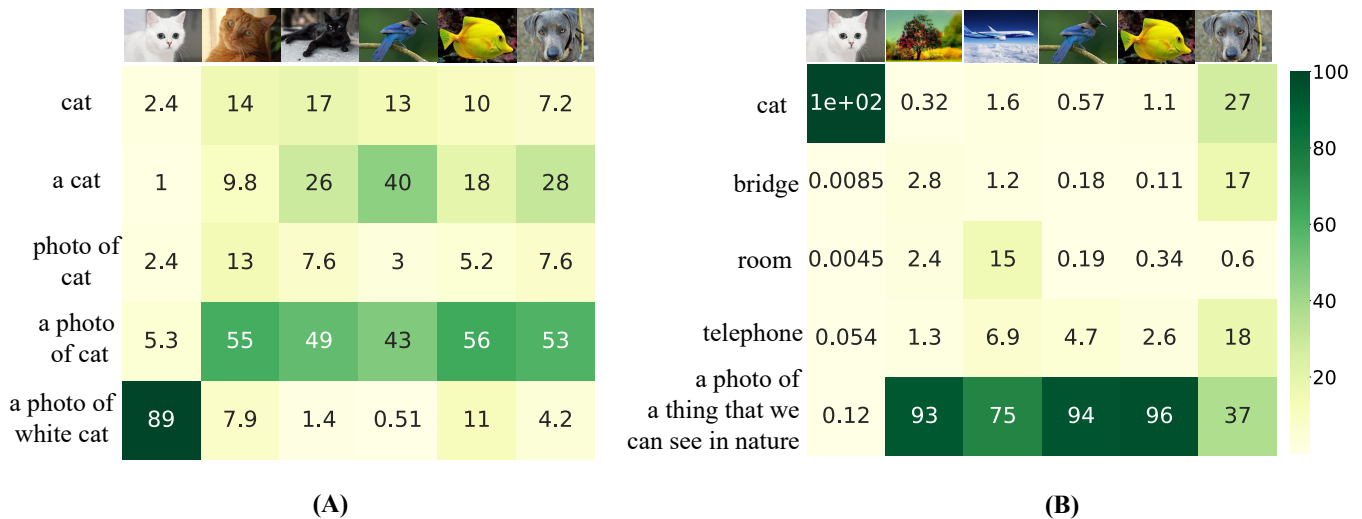 cat 2.4 14 17 13 10 7.2
a cat 1 9.8 26 40 18 28
photo of
cat 2.4 13 7.6 3 5.2 7.6
a photo
of cat 5.3 55 49 43 56 53
a photo of
white cat 89 7.9 1.4 0.51 11 4.2
(A)
cat 1e+02 0.32 1.6 0.57 1.1 27
bridge 0.0085 2.8 1.2 0.18 0.11 17
room 0.0045 2.4 15 0.19 0.34 0.6
telephone 0.054 1.3 6.9 4.7 2.6 18
a photo of
a thing that we
can see in nature 0.12 93 75 94 96 37
100
80
60
40
20
(B)